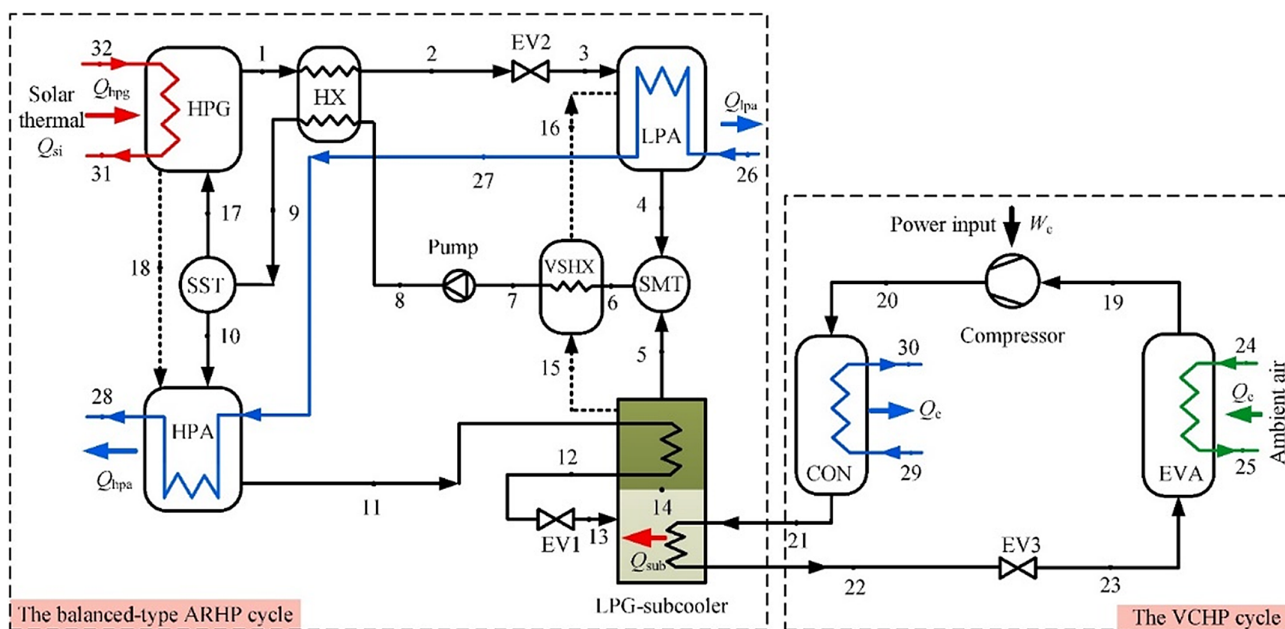 32
1
2
EV2
3
Qhpg
HPG
HX
Solar
thermal
Qsi
31
LPA
Qlpa
16
26
27
17
9
4
Power input
Wc
18
SST
Pump
VSHX
SMT
8
7
6
20
19
Compressor
10
15
5
30
24
28
HPA
Qc
Qc
Ambient air
Qhpa
12
CON
29
EVA
25
11
14
EV1
13
Qsub
21
22
EV3
23
LPG-subcooler
The balanced-type ARHP cycle
The VCHP cycle